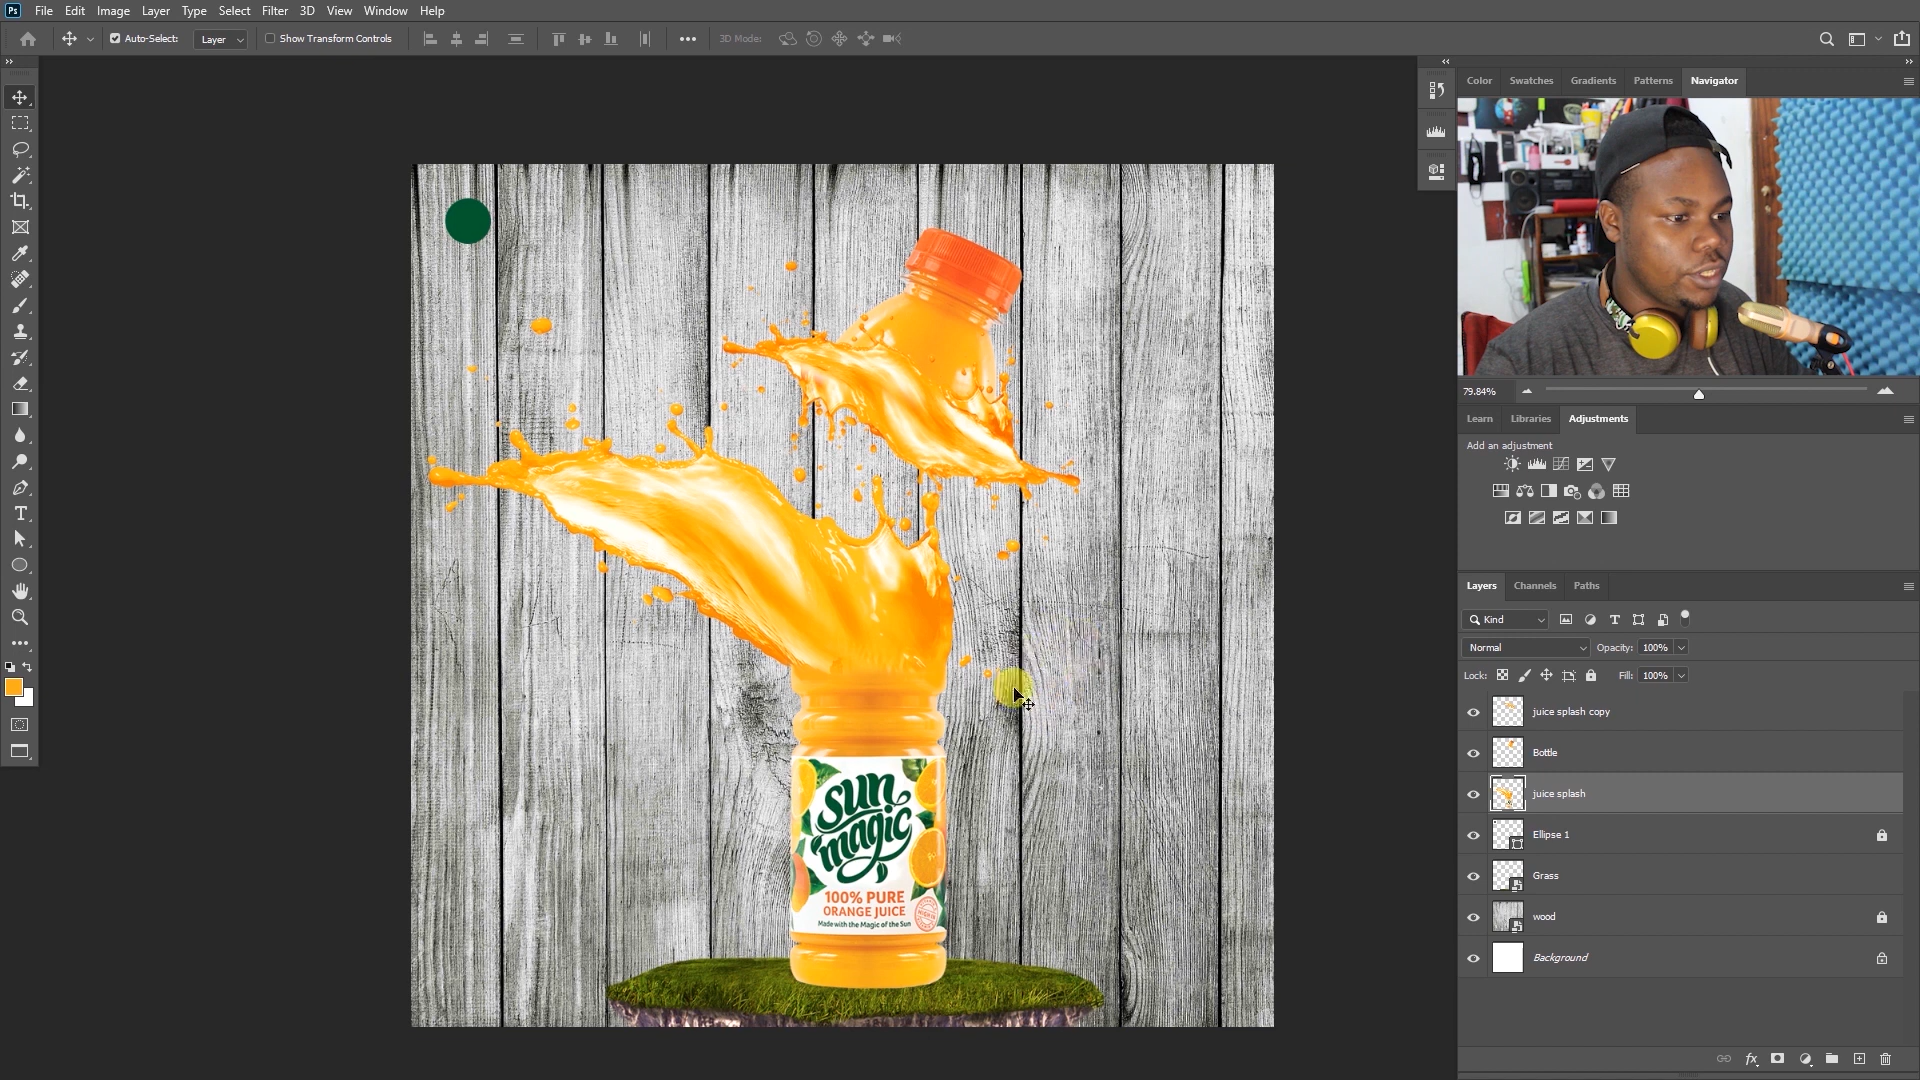 Ps File Edit Image Layer Type Select Filter 3D View Window Help
Auto-Select: Layer Show Transform Controls 3D Mode:
Color Swatches Gradients Patterns Navigator
79.84%
Learn Libraries Adjustments
Add an adjustment
Layers Channels Paths
Kind
Normal Opacity: 100%
Lock: Fill: 100%
juice splash copy
Bottle
juice splash
Ellipse 1
Grass
wood
Background
sun
magic
100% PURE
ORANGE JUICE
Made with the Magic of the Sun